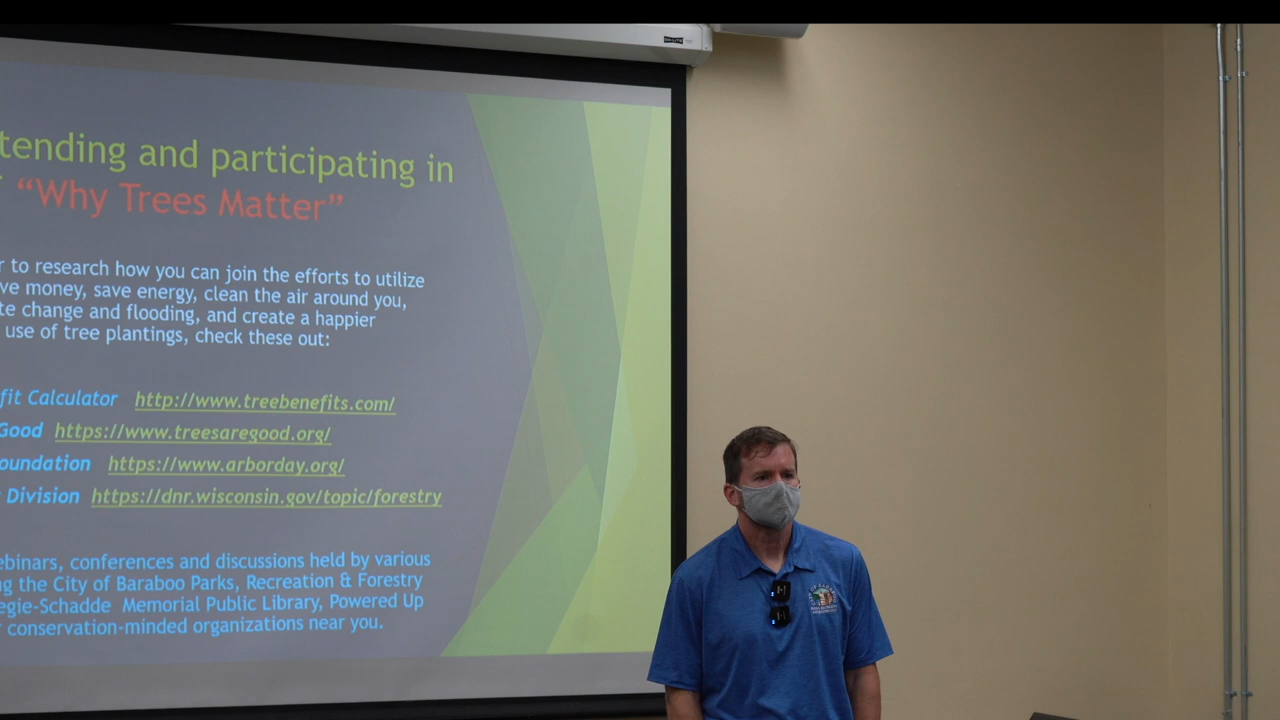 tending and participating in
"Why Trees Matter"
r to research how you can join the efforts to utilize
ve money, save energy, clean the air around you,
te change and flooding, and create a happier
use of tree plantings, check these out:
fit Calculator http://www.treebenefits.com/
Good https://www.treesaregood.org/
oundation https://www.arborday.org/
Division https://dnr.wisconsin.gov/topic/forestry
ebinars, conferences and discussions held by various
ng the City of Baraboo Parks, Recreation & Forestry
egie-Schadde Memorial Public Library, Powered Up
r conservation-minded organizations near you.